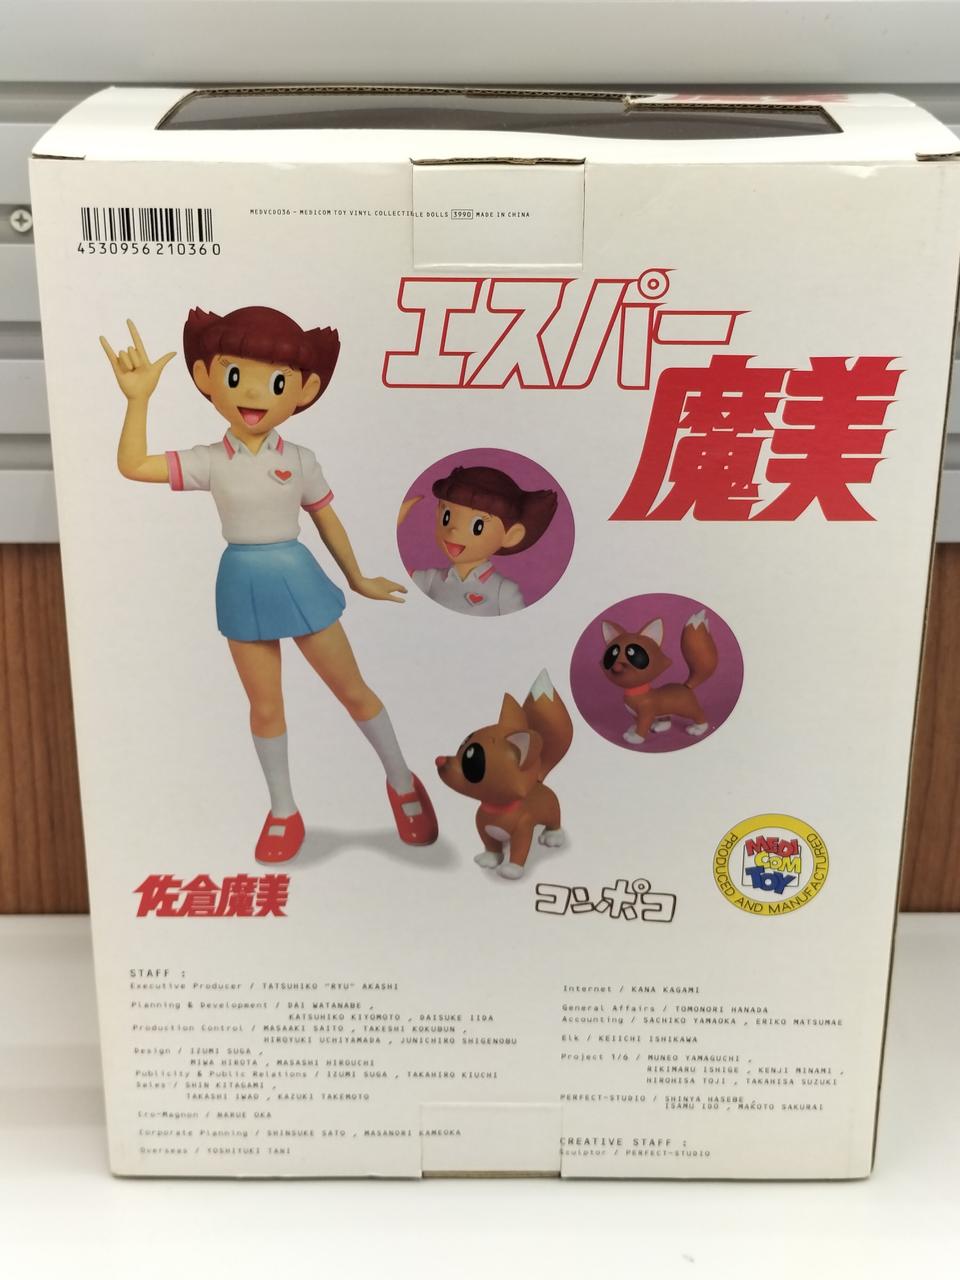 4530956210360
MEDVCD036 - MEDICOM TOY VINYL COLLECTIBLE DOLLS 3990 MADE IN CHINA
エスパー
魔美
佐倉魔美
コンポコ
PRODUCED AND MANUFACTURED
MEDI
COM
TOY
STAFF :
Executive Producer / TATSUHIKO "RYU" AKASHI
Planning & Development / DAI WATANABE ,
KATSUHIKO KIYOMOTO , DAISUKE IIDA
Production Control / MASAAKI SAITO , TAKESHI KOKUBUN ,
HIROYUKI UCHIYAMADA , JUNICHIRO SHIGENOBU
Design / IZUMI SUGA ,
MIWA HIROTA , MASASHI HIROUCHI
Publicity & Public Relations / IZUMI SUGA , TAKAHIRO KIUCHI
Sales / SHIN KITAGAMI ,
TAKASHI IWAO , KAZUKI TAKEMOTO
Cro-Magnon / NARUE OKA
Corporate Planning / SHINSUKE SATO , MASANORI KAMEOKA
Overseas / YOSHIYUKI TANI
Internet / KANA KAGAMI
General Affairs / TOMONORI HANADA
Accounting / SACHIKO YAMAOKA , ERIKO MATSUMAE
Elk / KEIICHI ISHIKAWA
Project 1/6 / MUNEO YAMAGUCHI ,
RIKIMARU ISHIGE , KENJI MINAMI ,
HIROHISA TOJI , TAKAHISA SUZUKI
PERFECT-STUDIO / SHINYA HASEBE ,
ISAMU IDO , MAKOTO SAKURAI
CREATIVE STAFF :
Sculptor / PERFECT-STUDIO